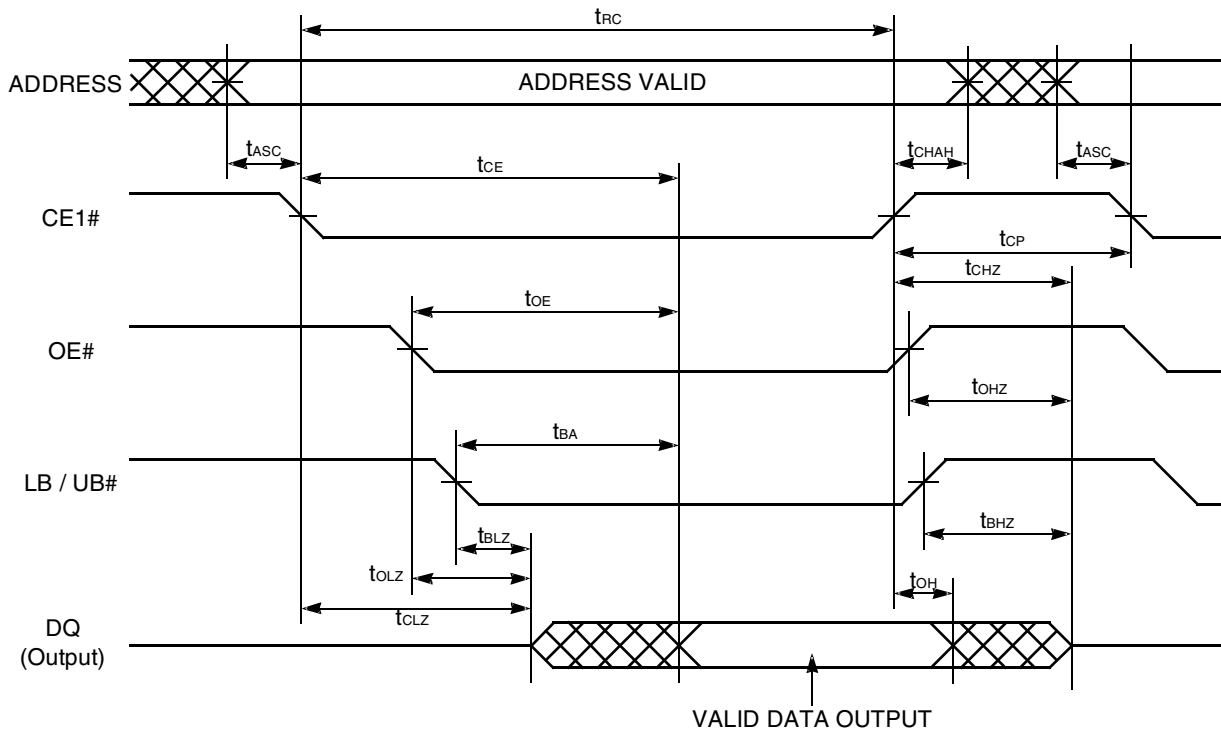 tRC
ADDRESS
ADDRESS VALID
tASC
tCE
tCHAH
tASC
CE1#
tCP
tCHZ
tOE
OE#
tOHZ
tBA
LB / UB#
tBLZ
tBHZ
tOLZ
tOH
tCLZ
DQ
(Output)
VALID DATA OUTPUT